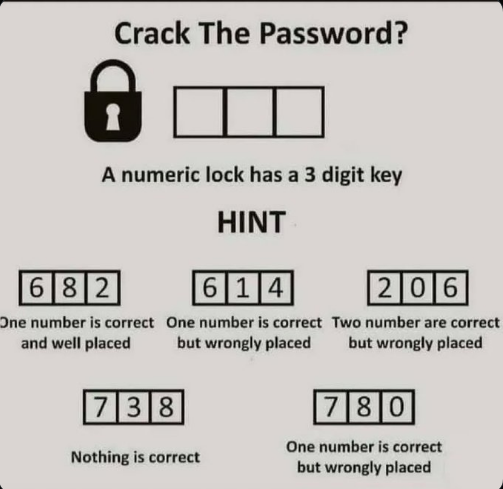 Crack The Password?
A numeric lock has a 3 digit key
HINT
6 8 2
One number is correct
and well placed
6 1 4
One number is correct
but wrongly placed
2 0 6
Two number are correct
but wrongly placed
7 3 8
Nothing is correct
7 8 0
One number is correct
but wrongly placed